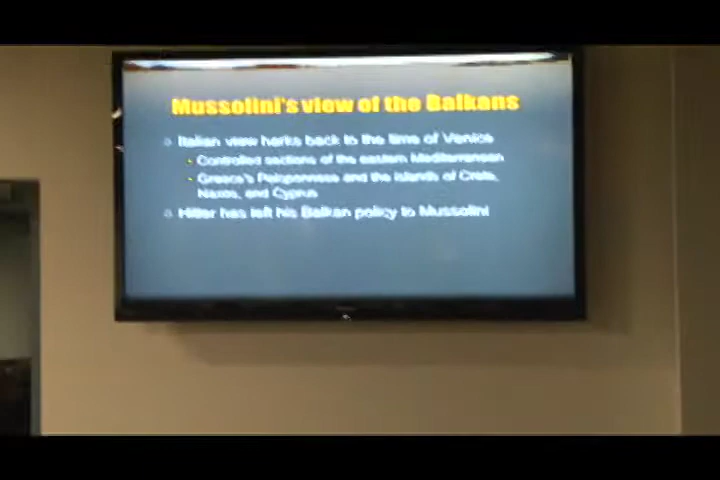 Mussolini's view of the Balkans
Italian view harks back to the time of Venice
Controlled sections of the eastern Mediterranean
Greece's Peloponnese and the islands of Crete,
Naxos, and Cyprus
Hitler has left his Balkan policy to Mussolini